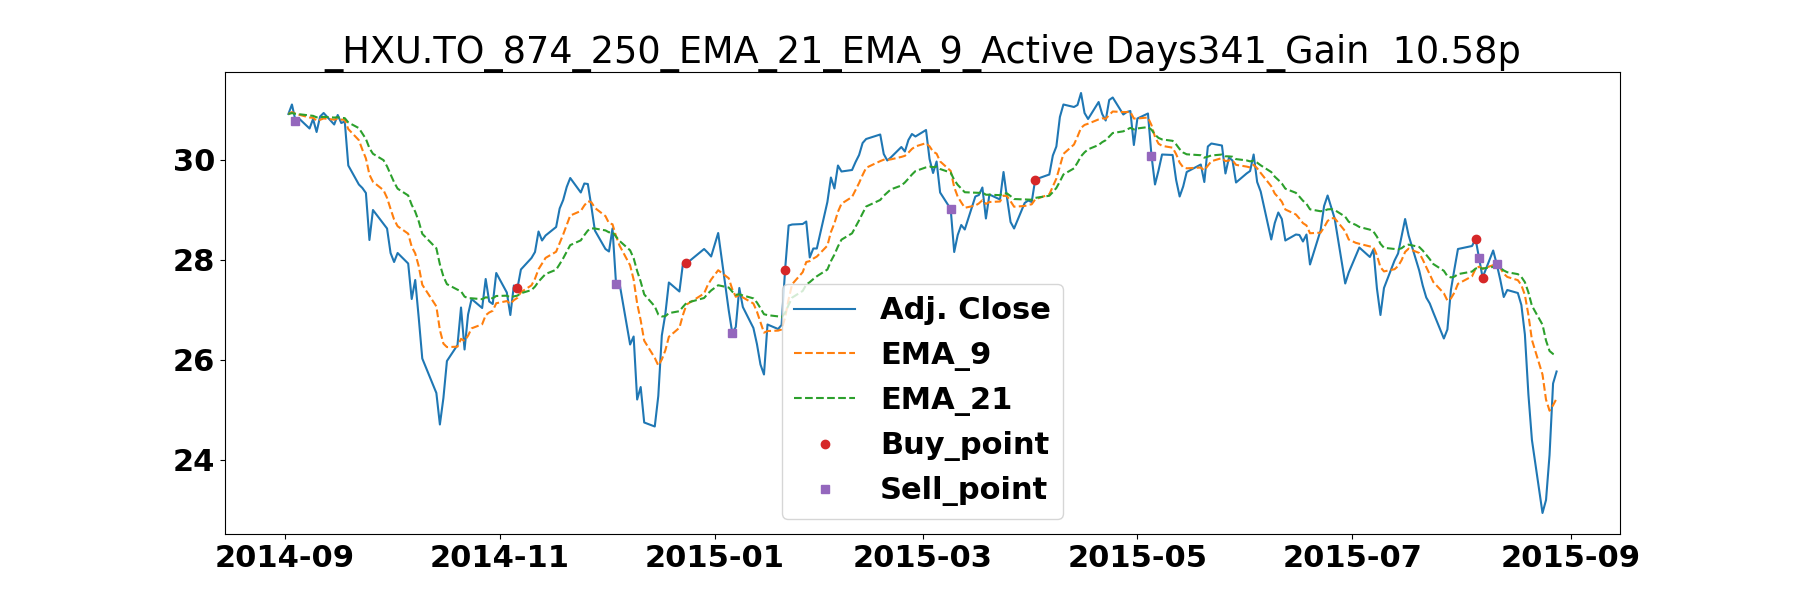 _HXU.TO_874_250_EMA_21_EMA_9_Active Days341_Gain  10.58p
30
28
26
24
Adj. Close
EMA_9
EMA_21
Buy_point
Sell_point
2014-09 2014-11 2015-01 2015-03 2015-05 2015-07 2015-09